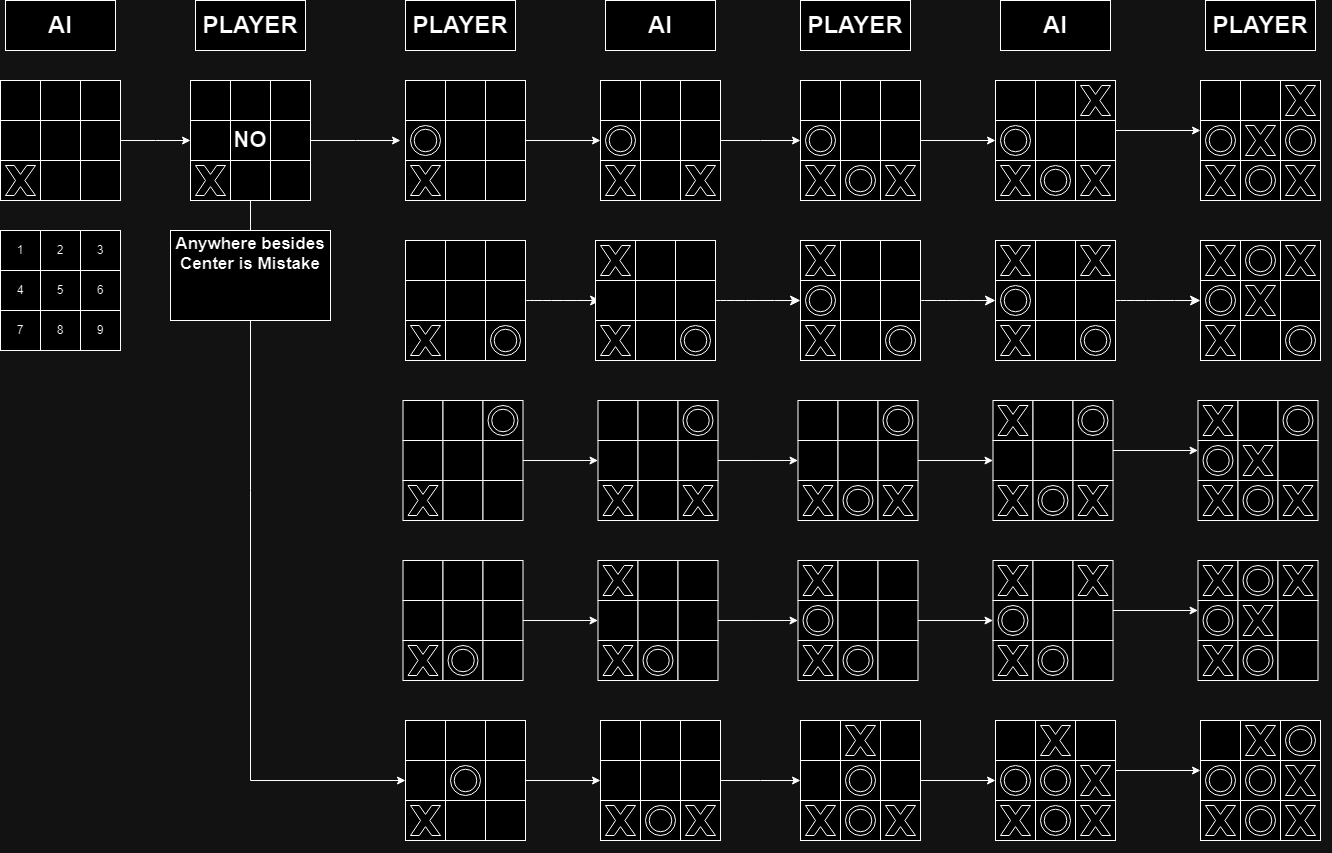 AI
PLAYER
PLAYER
AI
PLAYER
AI
PLAYER
X
X
O
X
O
X X
O
X O X
X
O
X O X
X
O X O
X O X
NO
Anywhere besides
Center is Mistake
1 2 3
4 5 6
7 8 9
X O
X
X O
X
O
X O
X X
O
X O
X O X
O X
X O
O
X
O
X X
O
X O X
X O
X O X
X O
O X
X O X
X O
X
X O
X
O
X O
X X
O
X O
X O X
O X
X O
O
X
X O X
X
O
X O X
X
O O X
X O X
X O
O O X
X O X